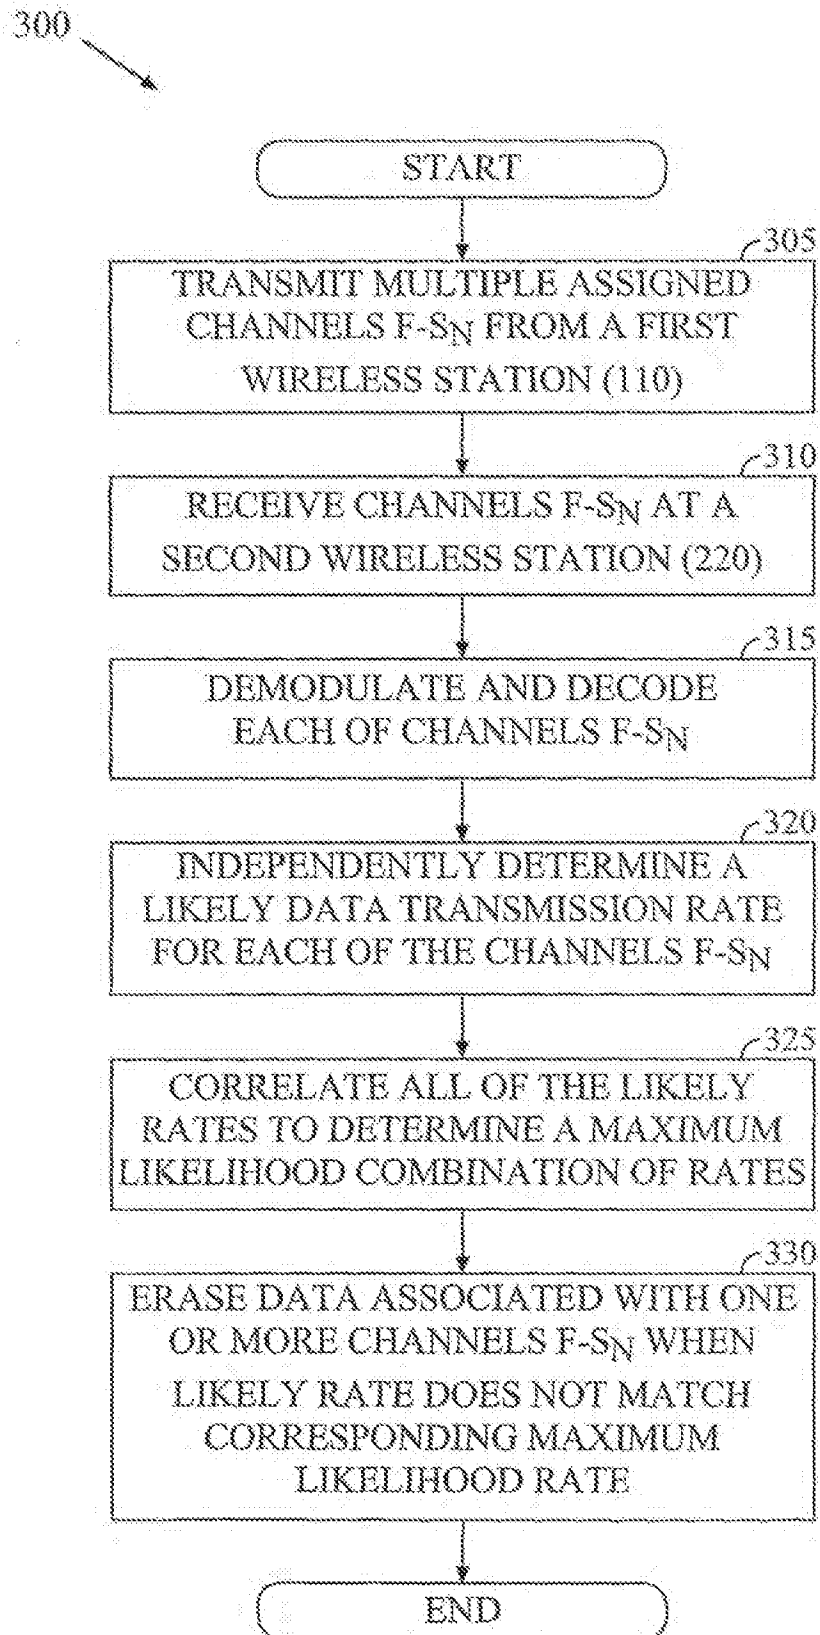 300
START
305
TRANSMIT MULTIPLE ASSIGNED
CHANNELS F-SN FROM A FIRST
WIRELESS STATION (110)
310
RECEIVE CHANNELS F-SN AT A
SECOND WIRELESS STATION (220)
315
DEMODULATE AND DECODE
EACH OF CHANNELS F-SN
320
INDEPENDENTLY DETERMINE A
LIKELY DATA TRANSMISSION RATE
FOR EACH OF THE CHANNELS F-SN
325
CORRELATE ALL OF THE LIKELY
RATES TO DETERMINE A MAXIMUM
LIKELIHOOD COMBINATION OF RATES
330
ERASE DATA ASSOCIATED WITH ONE
OR MORE CHANNELS F-SN WHEN
LIKELY RATE DOES NOT MATCH
CORRESPONDING MAXIMUM
LIKELIHOOD RATE
END